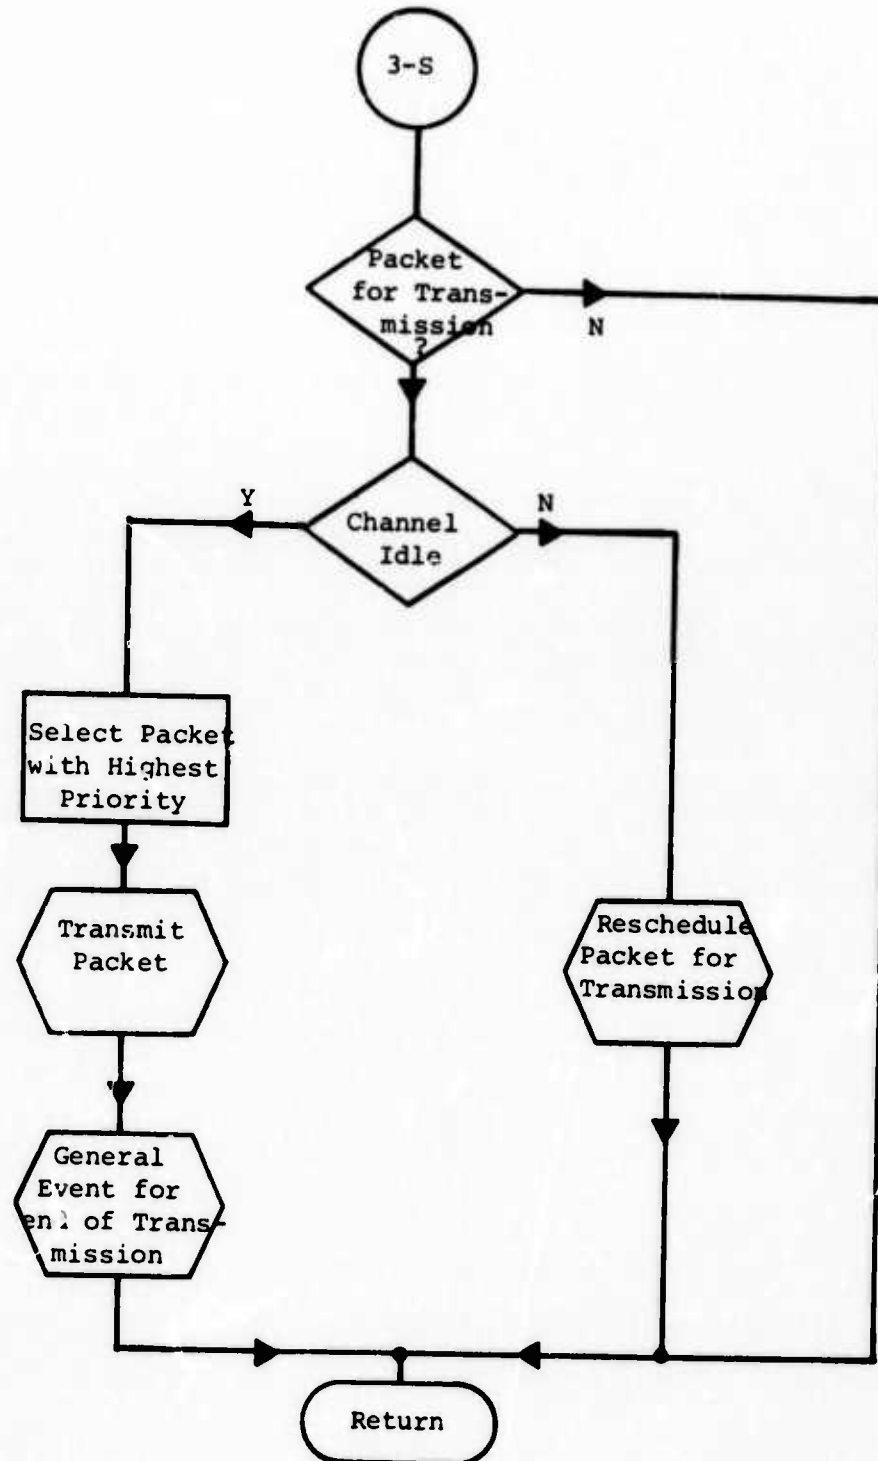 3-S
Packet
for Trans-
mission
?
N
Y
N
Channel
Idle
Select Packet
with Highest
Priority
Transmit
Packet
Reschedule
Packet for
Transmission
General
Event for
end of Trans-
mission
Return